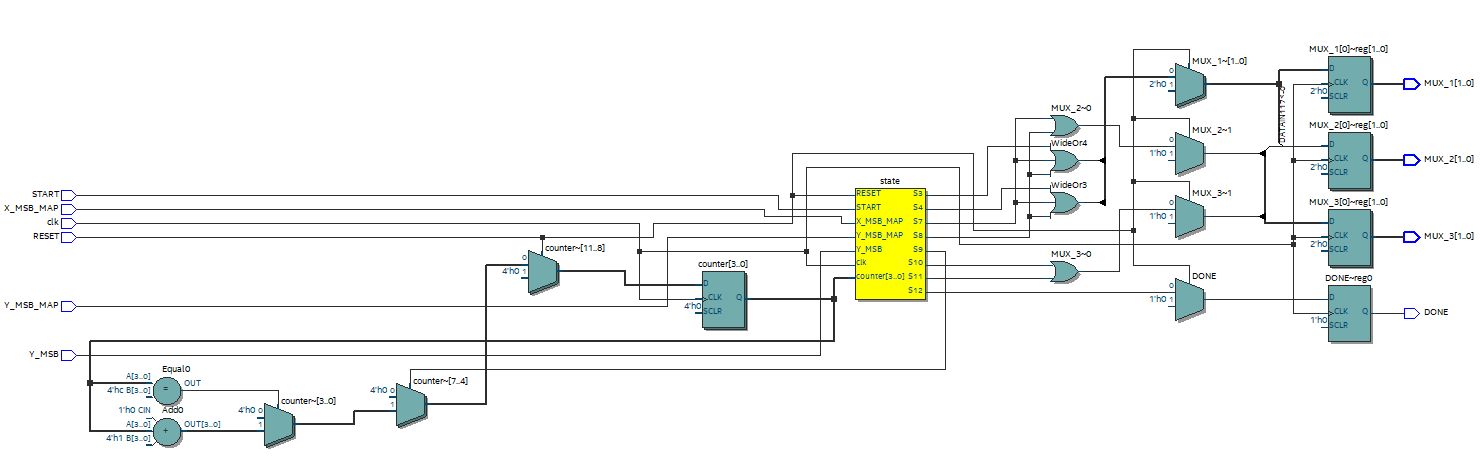 MUX_1[0]~reg[1..0]
MUX_1~[1..0]
0
2'h0 1
D
CLK
2'h0 SCLR
Q
MUX_1[1..0]
MUX_2~0
MUX_2[0]~reg[1..0]
MUX_2~1
0
1'h0 1
D
CLK
2'h0 SCLR
Q
MUX_2[1..0]
WideOr4
WideOr3
state
START
X_MSB_MAP
clk
RESET
RESET
START
X_MSB_MAP
Y_MSB_MAP
Y_MSB
clk
counter[3..0]
S3
S4
S7
S8
S9
S10
S11
S12
MUX_3~1
0
1'h0 1
MUX_3[0]~reg[1..0]
D
CLK
2'h0 SCLR
Q
MUX_3[1..0]
counter~[11..8]
0
4'h0 1
counter[3..0]
D
CLK
4'h0
SCLR
Q
MUX_3~0
DONE
0
1'h0 1
DONE~reg0
D
CLK
1'h0 SCLR
Q
DONE
Y_MSB_MAP
Y_MSB
Equal0
A[3..0]
4'hc B[3..0]
=
OUT
counter~[7..4]
4'h0 0
1
counter~[3..0]
4'h0 0
1
Add0
1'h0 CIN
A[3..0]
4'h1 B[3..0]
+
OUT[3..0]